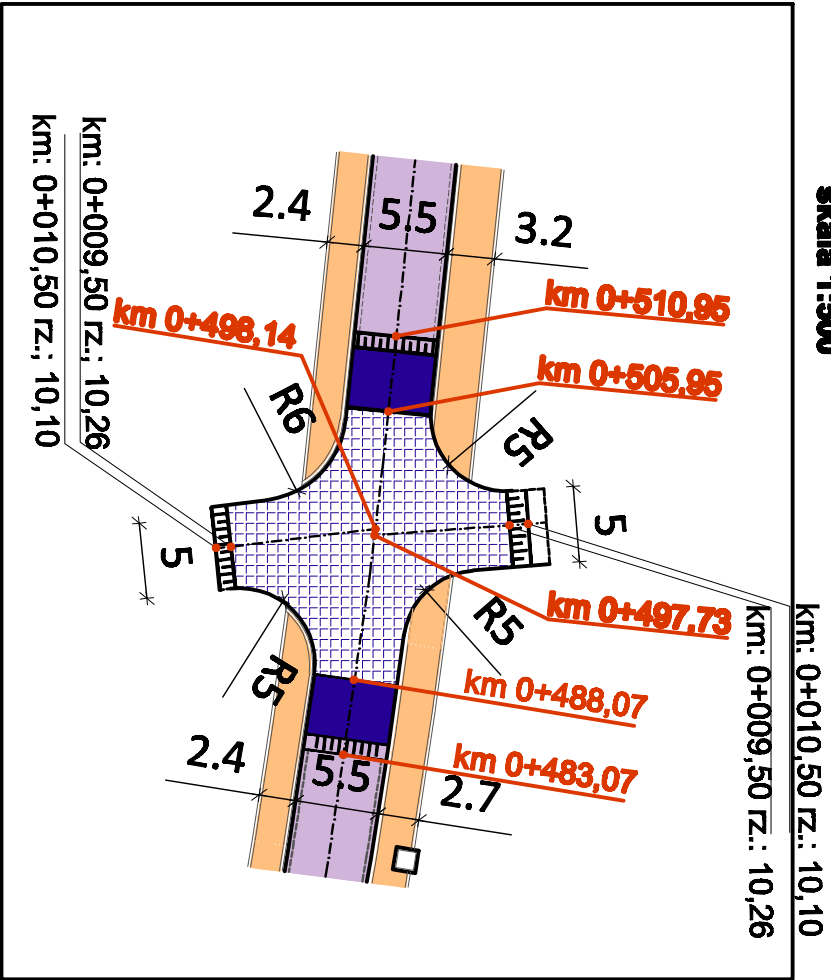 skala 1:500
2.4
5.5
3.2
km 0+510,95
km 0+498,14
km 0+505,95
km: 0+009,50 rz.; 10,26
km: 0+010,50 rz.; 10,10
R6
R5
5
5
km 0+497,73
R5
R5
km: 0+010,50 rz.: 10,10
km: 0+009,50 rz.: 10,26
km 0+488,07
km 0+483,07
2.4
5.5
2.7